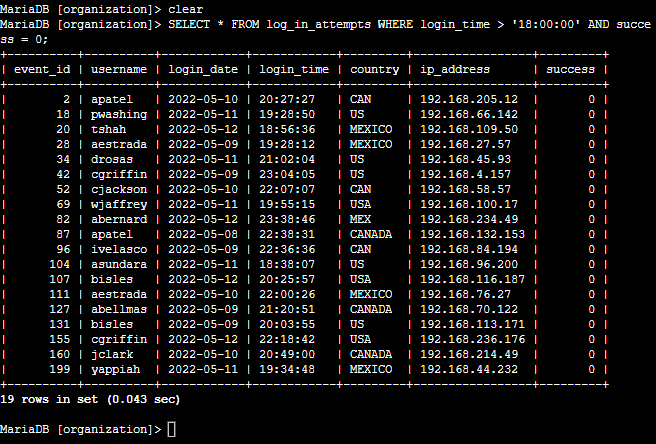 MariaDB [organization]> clear
MariaDB [organization]> SELECT * FROM log_in_attempts WHERE login_time > '18:00:00' AND succe
ss = 0;
+----------+----------+------------+------------+---------+-----------------+---------+
| event_id | username | login_date | login_time | country | ip_address      | success |
+----------+----------+------------+------------+---------+-----------------+---------+
|        2 | apatel   | 2022-05-10 | 20:27:27   | CAN     | 192.168.205.12  |       0 |
|       18 | pwashing | 2022-05-11 | 19:28:50   | US      | 192.168.66.142  |       0 |
|       20 | tshah    | 2022-05-12 | 18:56:36   | MEXICO  | 192.168.109.50  |       0 |
|       28 | aestrada | 2022-05-09 | 19:28:12   | MEXICO  | 192.168.27.57   |       0 |
|       34 | drosas   | 2022-05-11 | 21:02:04   | US      | 192.168.45.93   |       0 |
|       42 | cgriffin | 2022-05-09 | 23:04:05   | US      | 192.168.4.157   |       0 |
|       52 | cjackson | 2022-05-10 | 22:07:07   | CAN     | 192.168.58.57   |       0 |
|       69 | wjaffrey | 2022-05-11 | 19:55:15   | USA     | 192.168.100.17  |       0 |
|       82 | abernard | 2022-05-12 | 23:38:46   | MEX     | 192.168.234.49  |       0 |
|       87 | apatel   | 2022-05-08 | 22:38:31   | CANADA  | 192.168.132.153 |       0 |
|       96 | ivelasco | 2022-05-09 | 22:36:36   | CAN     | 192.168.84.194  |       0 |
|      104 | asundara | 2022-05-11 | 18:38:07   | US      | 192.168.96.200  |       0 |
|      107 | bisles   | 2022-05-12 | 20:25:57   | USA     | 192.168.116.187 |       0 |
|      111 | aestrada | 2022-05-10 | 22:00:26   | MEXICO  | 192.168.76.27   |       0 |
|      127 | abellmas | 2022-05-09 | 21:20:51   | CANADA  | 192.168.70.122  |       0 |
|      131 | bisles   | 2022-05-09 | 20:03:55   | US      | 192.168.113.171 |       0 |
|      155 | cgriffin | 2022-05-12 | 22:18:42   | USA     | 192.168.236.176 |       0 |
|      160 | jclark   | 2022-05-10 | 20:49:00   | CANADA  | 192.168.214.49  |       0 |
|      199 | yappiah  | 2022-05-11 | 19:34:48   | MEXICO  | 192.168.44.232  |       0 |
+----------+----------+------------+------------+---------+-----------------+---------+
19 rows in set (0.043 sec)
MariaDB [organization]>